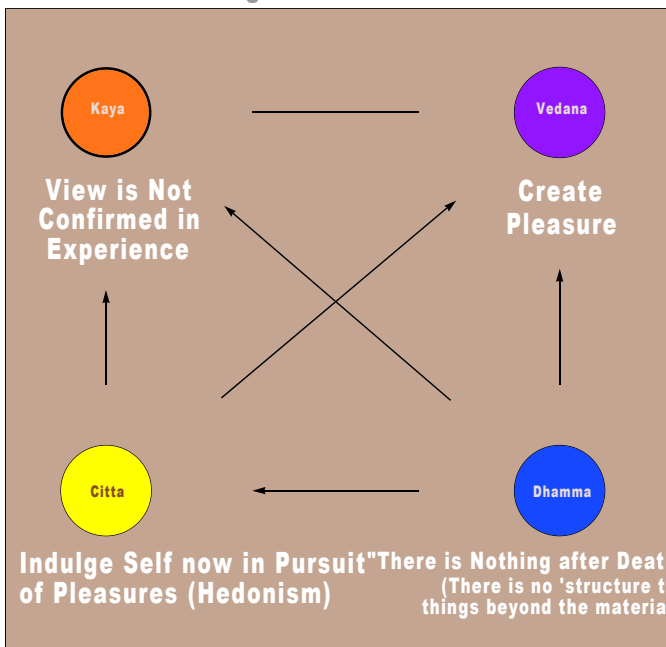 Kaya
Vedana
View is Not
Confirmed in
Experience
Create
Pleasure
Citta
Dhamma
Indulge Self now in Pursuit
of Pleasures (Hedonism)
"There is Nothing after Deat
(There is no 'structure t
things beyond the materia